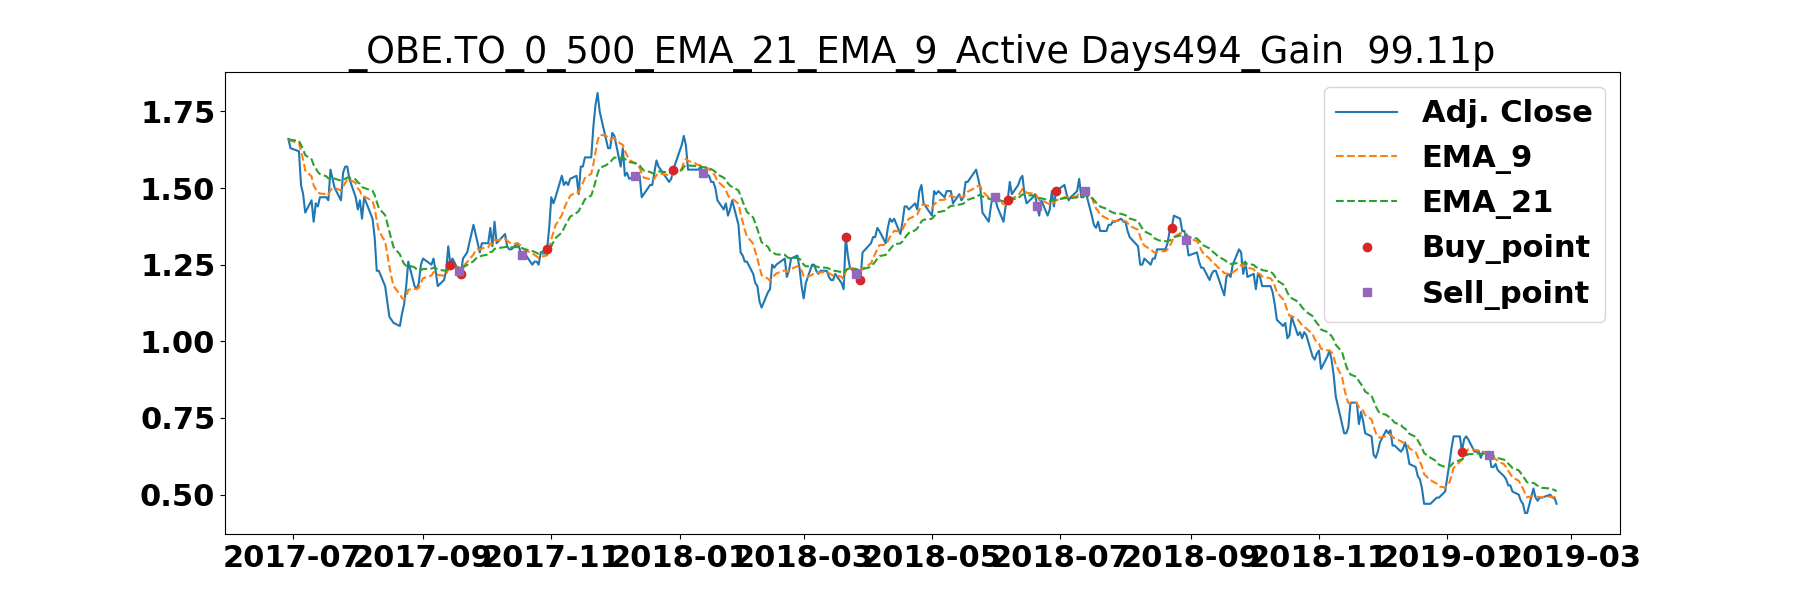 _OBE.TO_0_500_EMA_21_EMA_9_Active Days494_Gain  99.11p
Adj. Close
EMA_9
EMA_21
Buy_point
Sell_point
1.75
1.50
1.25
1.00
0.75
0.50
2017-07 2017-09 2017-11 2018-01 2018-03 2018-05 2018-07 2018-09 2018-11 2019-01 2019-03